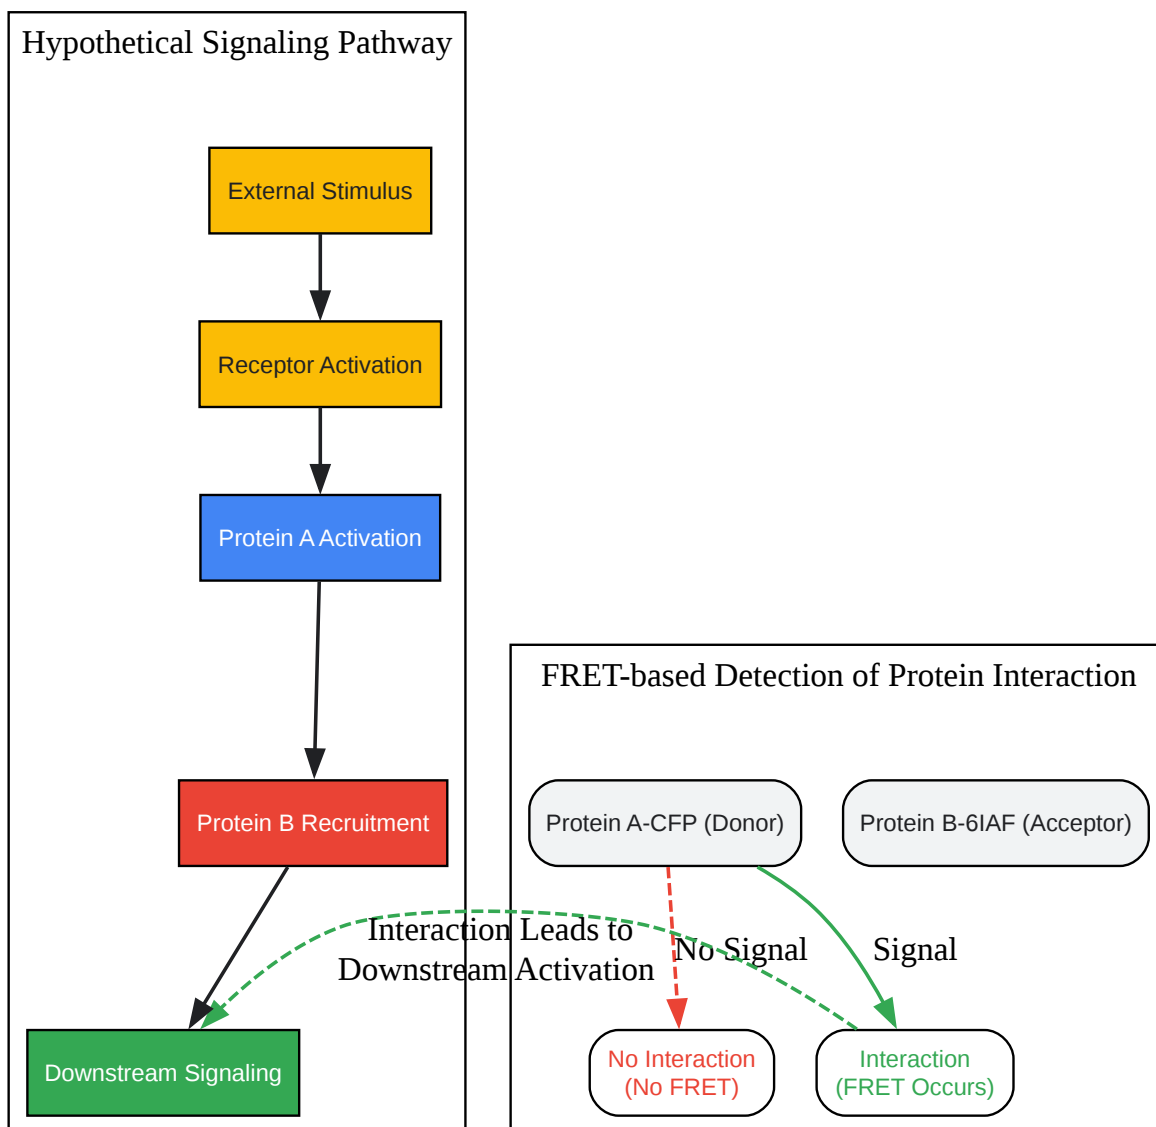 Hypothetical Signaling Pathway
External Stimulus
Receptor Activation
Protein A Activation
Protein B Recruitment
Downstream Signaling
FRET-based Detection of Protein Interaction
Protein A-CFP (Donor)
Protein B-6IAF (Acceptor)
Interaction Leads to
Downstream Activation
No Signal
Signal
No Interaction
(No FRET)
Interaction
(FRET Occurs)